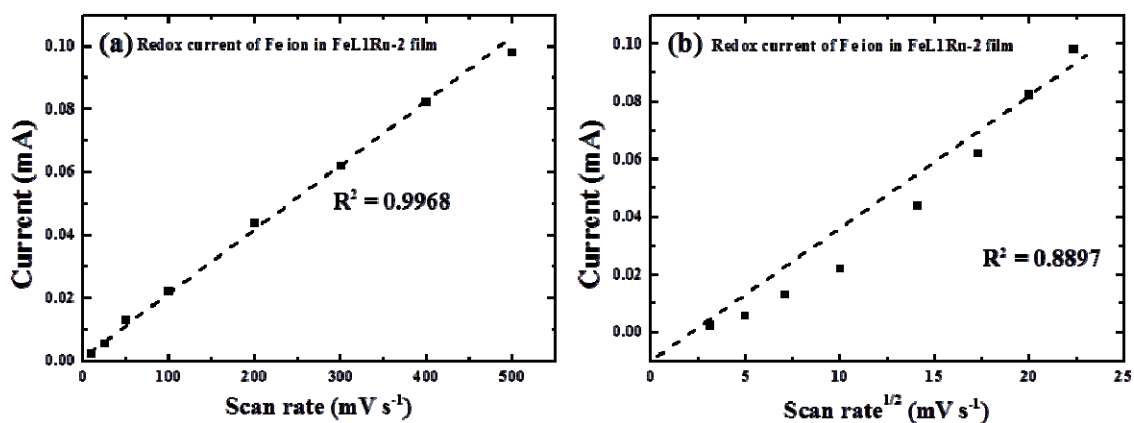 (a) Redox current of Fe ion in FeL1Ru-2 film
0.10
0.08
0.06
0.04
0.02
0.00
Current (mA)
R² = 0.9968
0 100 200 300 400 500
Scan rate (mV s⁻¹)
(b) Redox current of Fe ion in FeL1Ru-2 film
0.10
0.08
0.06
0.04
0.02
0.00
Current (mA)
R² = 0.8897
0 5 10 15 20 25
Scan rate¹ᐟ² (mV s⁻¹)